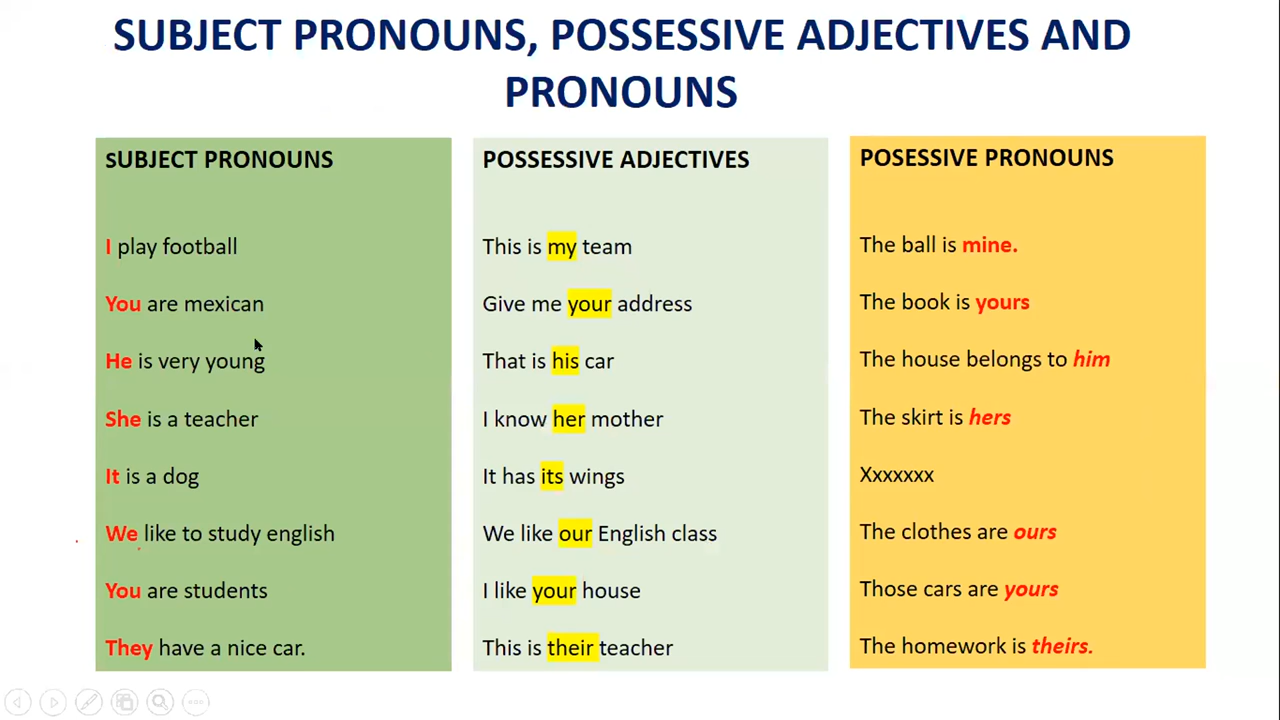 SUBJECT PRONOUNS, POSSESSIVE ADJECTIVES AND
PRONOUNS
SUBJECT PRONOUNS
I play football
You are mexican
He is very young
She is a teacher
It is a dog
We like to study english
You are students
They have a nice car.
POSSESSIVE ADJECTIVES
This is my team
Give me your address
That is his car
I know her mother
It has its wings
We like our English class
I like your house
This is their teacher
POSESSIVE PRONOUNS
The ball is mine.
The book is yours
The house belongs to him
The skirt is hers
Xxxxxxx
The clothes are ours
Those cars are yours
The homework is theirs.